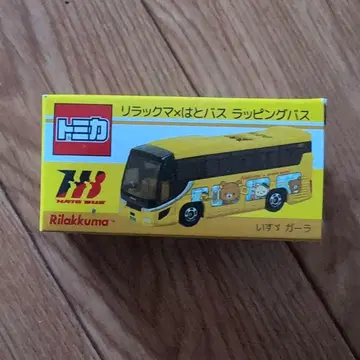 リラックマ×はとバス ラッピングバス
トミカ
HATO BUS
Rilakkuma™
いすゞ ガーラ